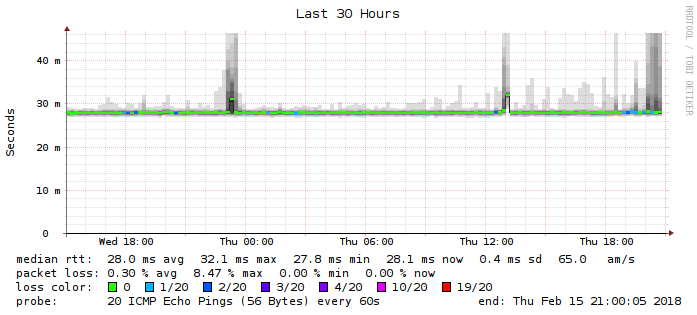 Last 30 Hours
RRDTOOL / TOBI OETIKER
Seconds
40 m
30 m
20 m
10 m
0
Wed 18:00 Thu 00:00 Thu 06:00 Thu 12:00 Thu 18:00
median rtt: 28.0 ms avg 32.1 ms max 27.8 ms min 28.1 ms now 0.4 ms sd 65.0 am/s
packet loss: 0.30 % avg 8.47 % max 0.00 % min 0.00 % now
loss color: 0 1/20 2/20 3/20 4/20 10/20 19/20
probe: 20 ICMP Echo Pings (56 Bytes) every 60s end: Thu Feb 15 21:00:05 2018